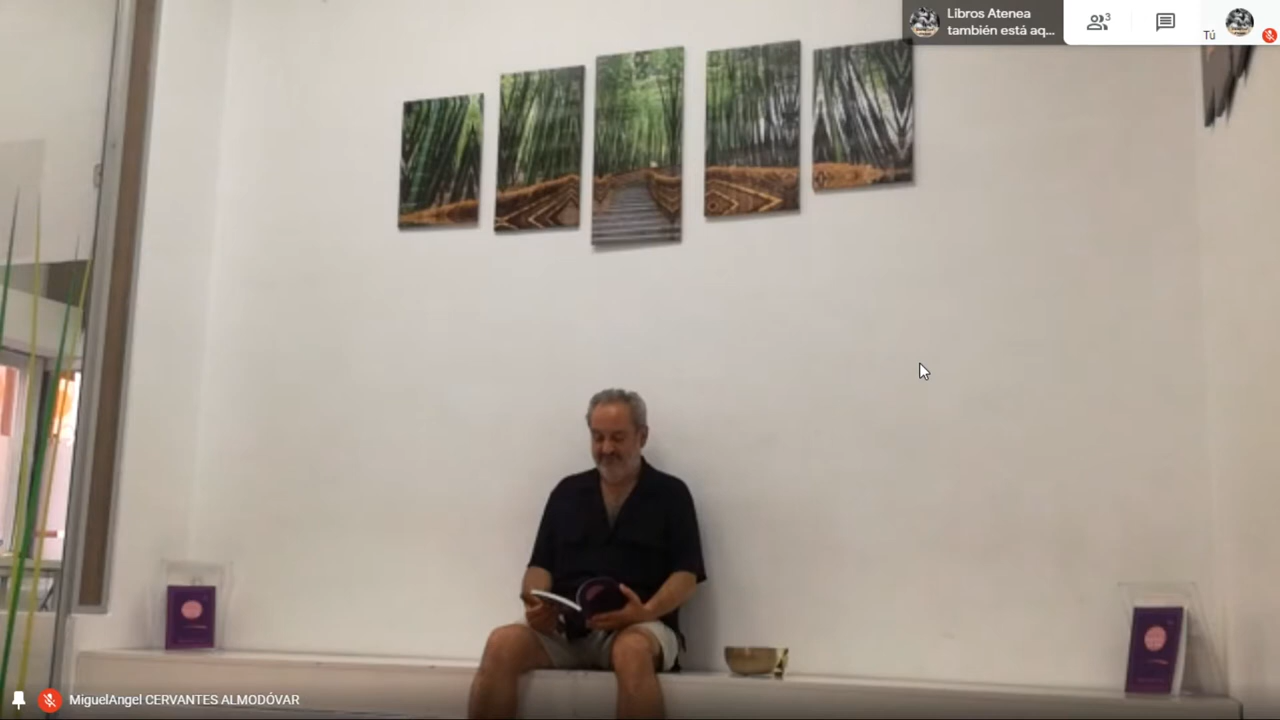 Libros Atenea
también está aq...
3
Tú
MiguelAngel CERVANTES ALMODÓVAR